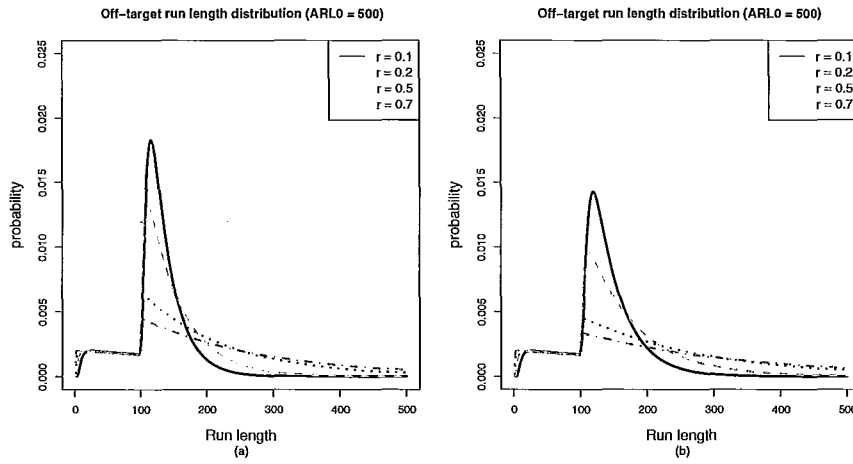 Off-target run length distribution (ARL0 = 500)
r = 0.1
r = 0.2
r = 0.5
r = 0.7
probability
0.025
0.020
0.015
0.010
0.005
0.000
0
100
200
300
400
500
Run length
(a)
Off-target run length distribution (ARL0 = 500)
r = 0.1
r = 0.2
r = 0.5
r = 0.7
probability
0.025
0.020
0.015
0.010
0.005
0.000
0
100
200
300
400
500
Run length
(b)